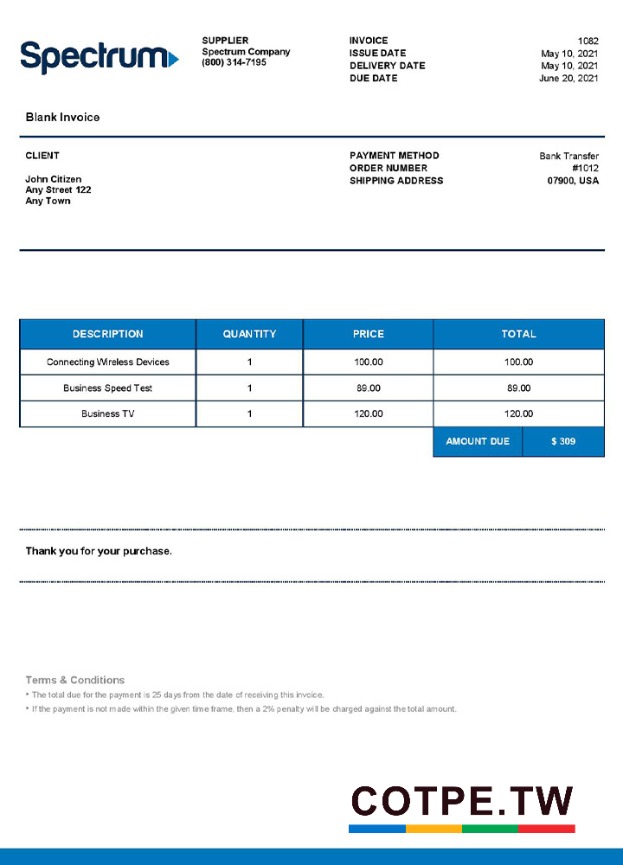 Spectrum
SUPPLIER
Spectrum Company
(800) 314-7195
INVOICE 1082
ISSUE DATE May 10, 2021
DELIVERY DATE May 10, 2021
DUE DATE June 20, 2021
Blank Invoice
CLIENT
John Citizen
Any Street 122
Any Town
PAYMENT METHOD Bank Transfer
ORDER NUMBER #1012
SHIPPING ADDRESS 07900, USA
DESCRIPTION QUANTITY PRICE TOTAL
Connecting Wireless Devices 1 100.00 100.00
Business Speed Test 1 89.00 89.00
Business TV 1 120.00 120.00
AMOUNT DUE $ 309
Thank you for your purchase.
Terms & Conditions
* The total due for the payment is 25 days from the date of receiving this invoice.
* If the payment is not made within the given time frame, then a 2% penalty will be charged against the total amount.
COTPE.TW